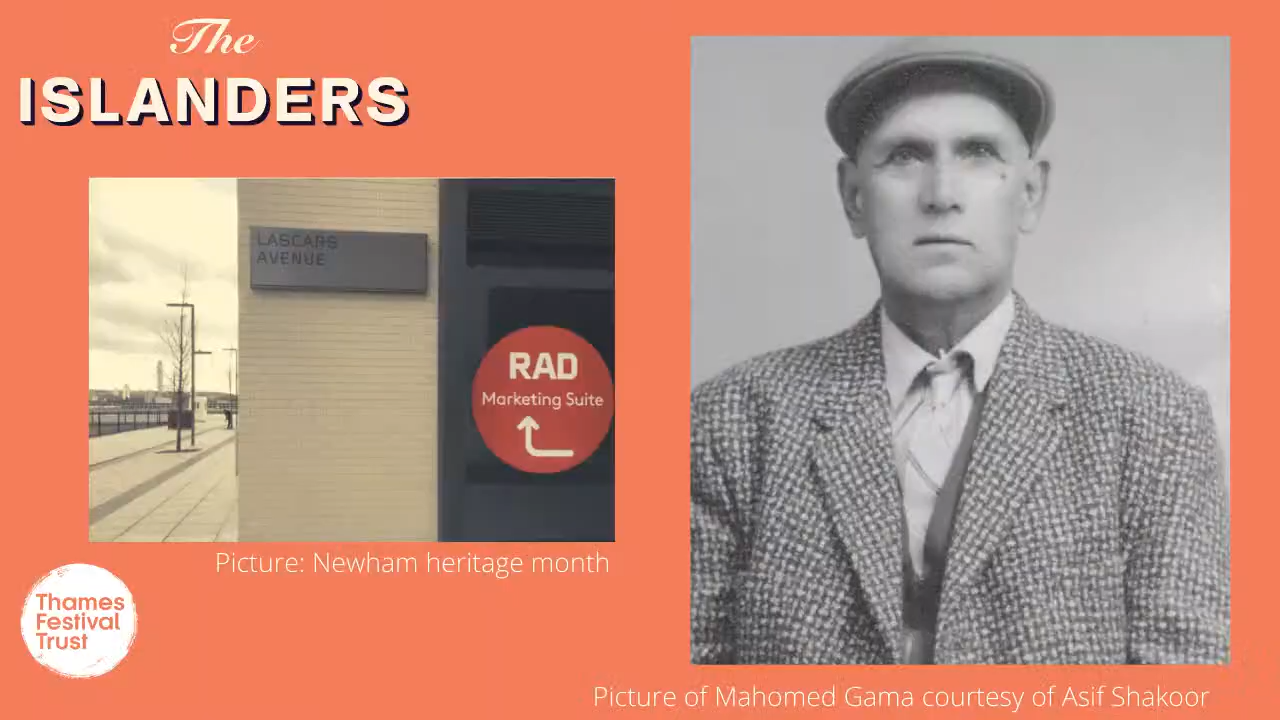 The
ISLANDERS
LASCARS
AVENUE
RAD
Marketing Suite
Picture: Newham heritage month
Thames
Festival
Trust
Picture of Mahomed Gama courtesy of Asif Shakoor